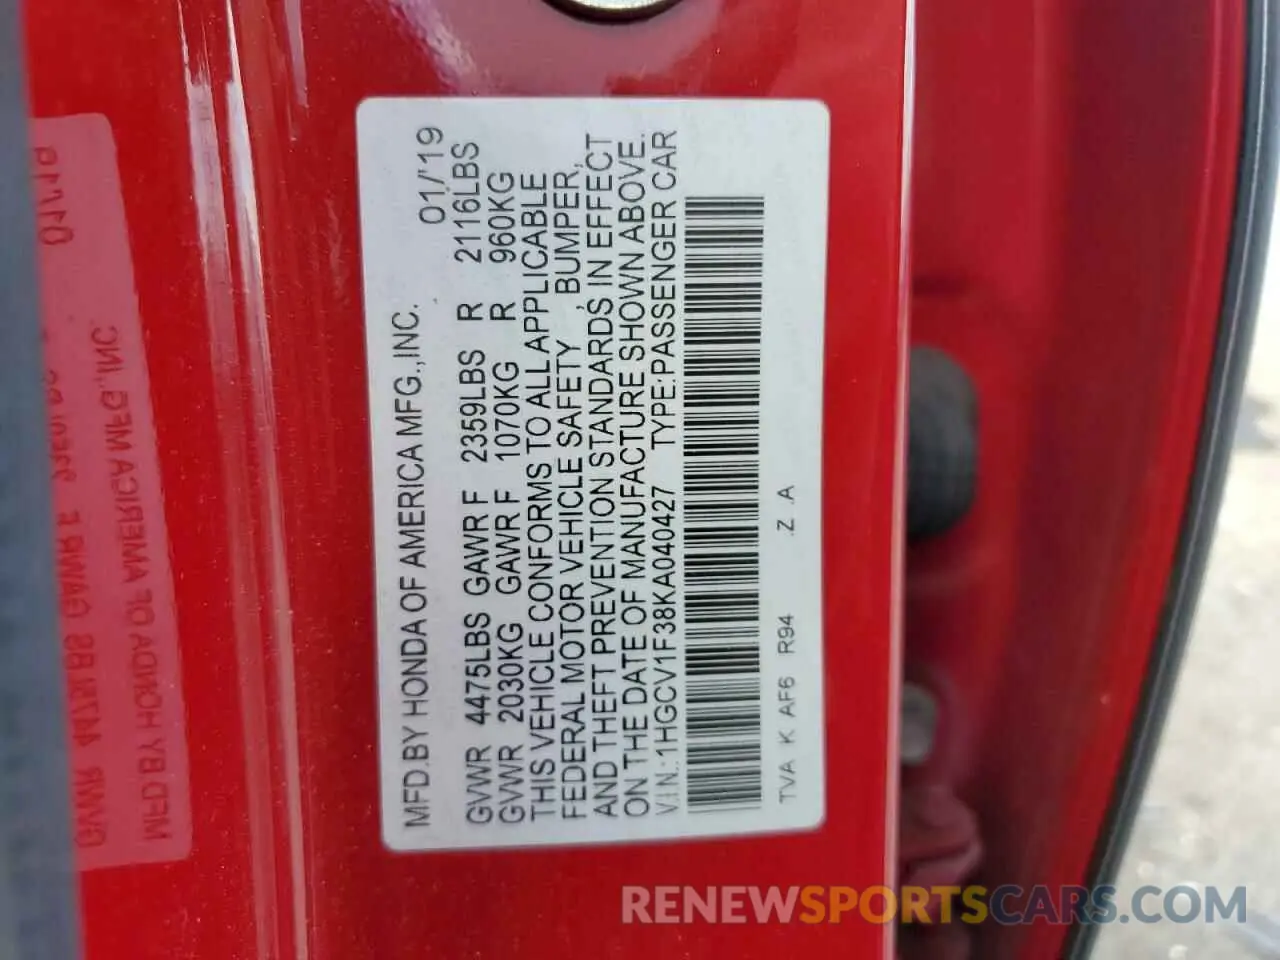 MFD.BY HONDA OF AMERICA MFG.,INC. 01/'19
GVWR 4475LBS GAWR F 2359LBS R 2116LBS
GVWR 2030KG GAWR F 1070KG R 960KG
THIS VEHICLE CONFORMS TO ALL APPLICABLE
FEDERAL MOTOR VEHICLE SAFETY, BUMPER,
AND THEFT PREVENTION STANDARDS IN EFFECT
ON THE DATE OF MANUFACTURE SHOWN ABOVE.
V.I.N.:1HGCV1F38KA040427 TYPE:PASSENGER CAR
TVA K AF6 R94 .Z .A
RENEWSPORTSCARS.COM